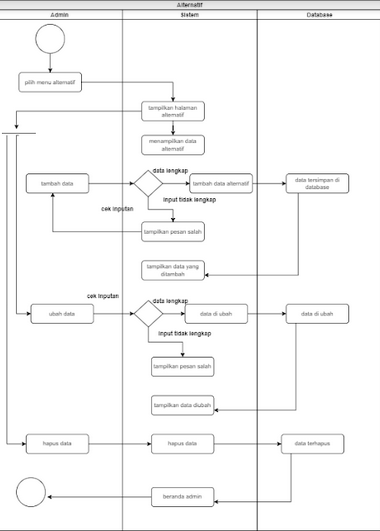 Alternatif
Admin
Sistem
Database
pilih menu alternatif
tampilkan halaman
alternatif
menampilkan data
alternatif
data lengkap
tambah data
tambah data alternatif
data tersimpan di
database
input tidak lengkap
cek inputan
tampilkan pesan salah
tampilkan data yang
ditambah
cek inputan
data lengkap
ubah data
data di ubah
data di ubah
input tidak lengkap
tampilkan pesan salah
tampilkan data diubah
hapus data
hapus data
data terhapus
beranda admin